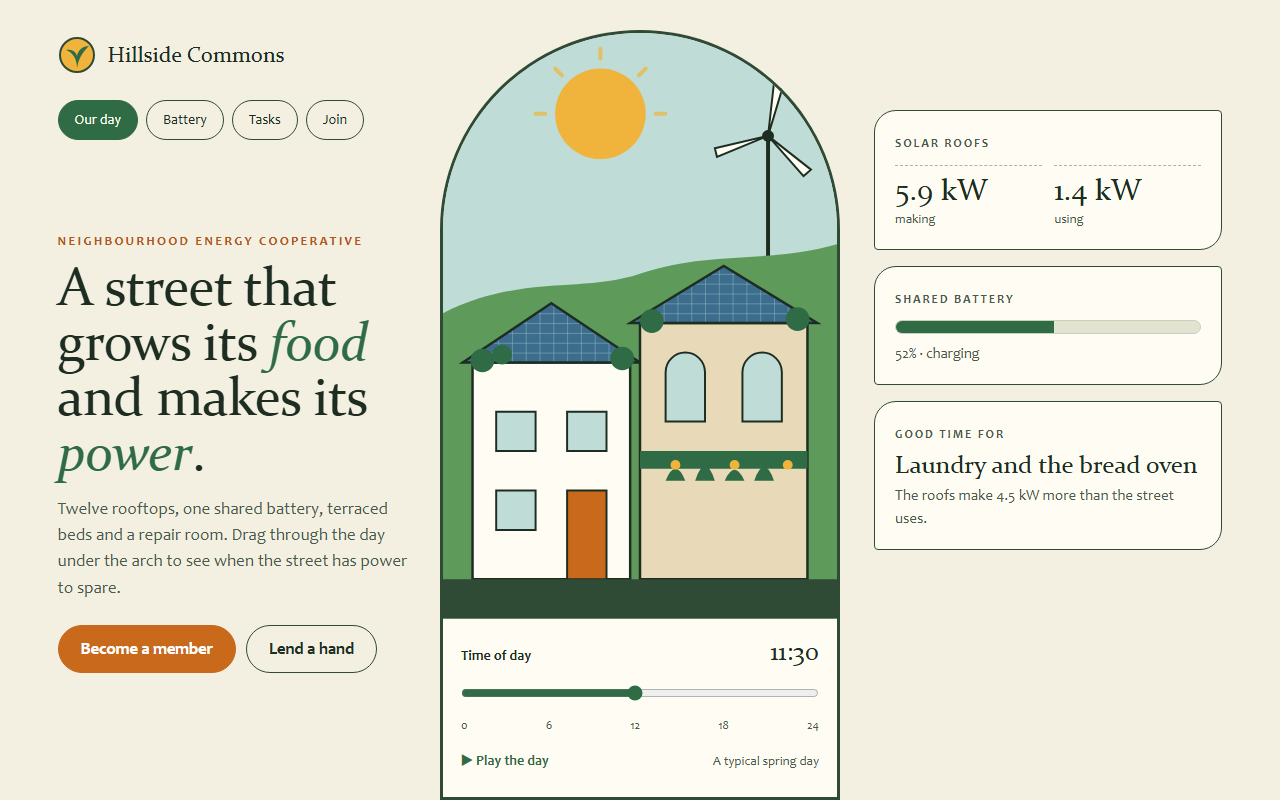 Hillside Commons
Our day
Battery
Tasks
Join
NEIGHBOURHOOD ENERGY COOPERATIVE
A street that
grows its food
and makes its
power.
Twelve rooftops, one shared battery, terraced
beds and a repair room. Drag through the day
under the arch to see when the street has power
to spare.
Become a member
Lend a hand
Time of day
11:30
0
6
12
18
24
▶ Play the day
A typical spring day
SOLAR ROOFS
5.9 kW
1.4 kW
making
using
SHARED BATTERY
52% · charging
GOOD TIME FOR
Laundry and the bread oven
The roofs make 4.5 kW more than the street
uses.